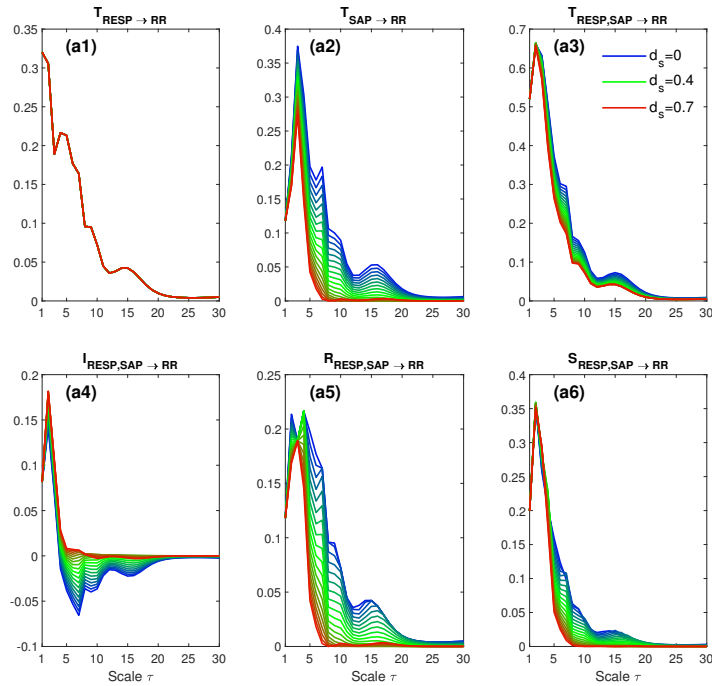 T RESP → RR
(a1)
0.35
0.3
0.25
0.2
0.15
0.1
0.05
0
1 5 10 15 20 25 30
T SAP → RR
(a2)
0.4
0.35
0.3
0.25
0.2
0.15
0.1
0.05
0
1 5 10 15 20 25 30
T RESP,SAP → RR
(a3)
d_s=0
d_s=0.4
d_s=0.7
0.7
0.6
0.5
0.4
0.3
0.2
0.1
0
1 5 10 15 20 25 30
I RESP,SAP → RR
(a4)
0.2
0.15
0.1
0.05
0
-0.05
-0.1
1 5 10 15 20 25 30
Scale τ
R RESP,SAP → RR
(a5)
0.25
0.2
0.15
0.1
0.05
0
1 5 10 15 20 25 30
Scale τ
S RESP,SAP → RR
(a6)
0.4
0.35
0.3
0.25
0.2
0.15
0.1
0.05
0
1 5 10 15 20 25 30
Scale τ